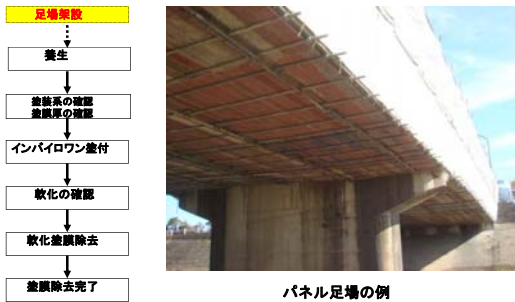 足場架設
養生
塗装系の確認
塗膜厚の確認
インバイロワン塗付
軟化の確認
軟化塗膜除去
塗膜除去完了
パネル足場の例